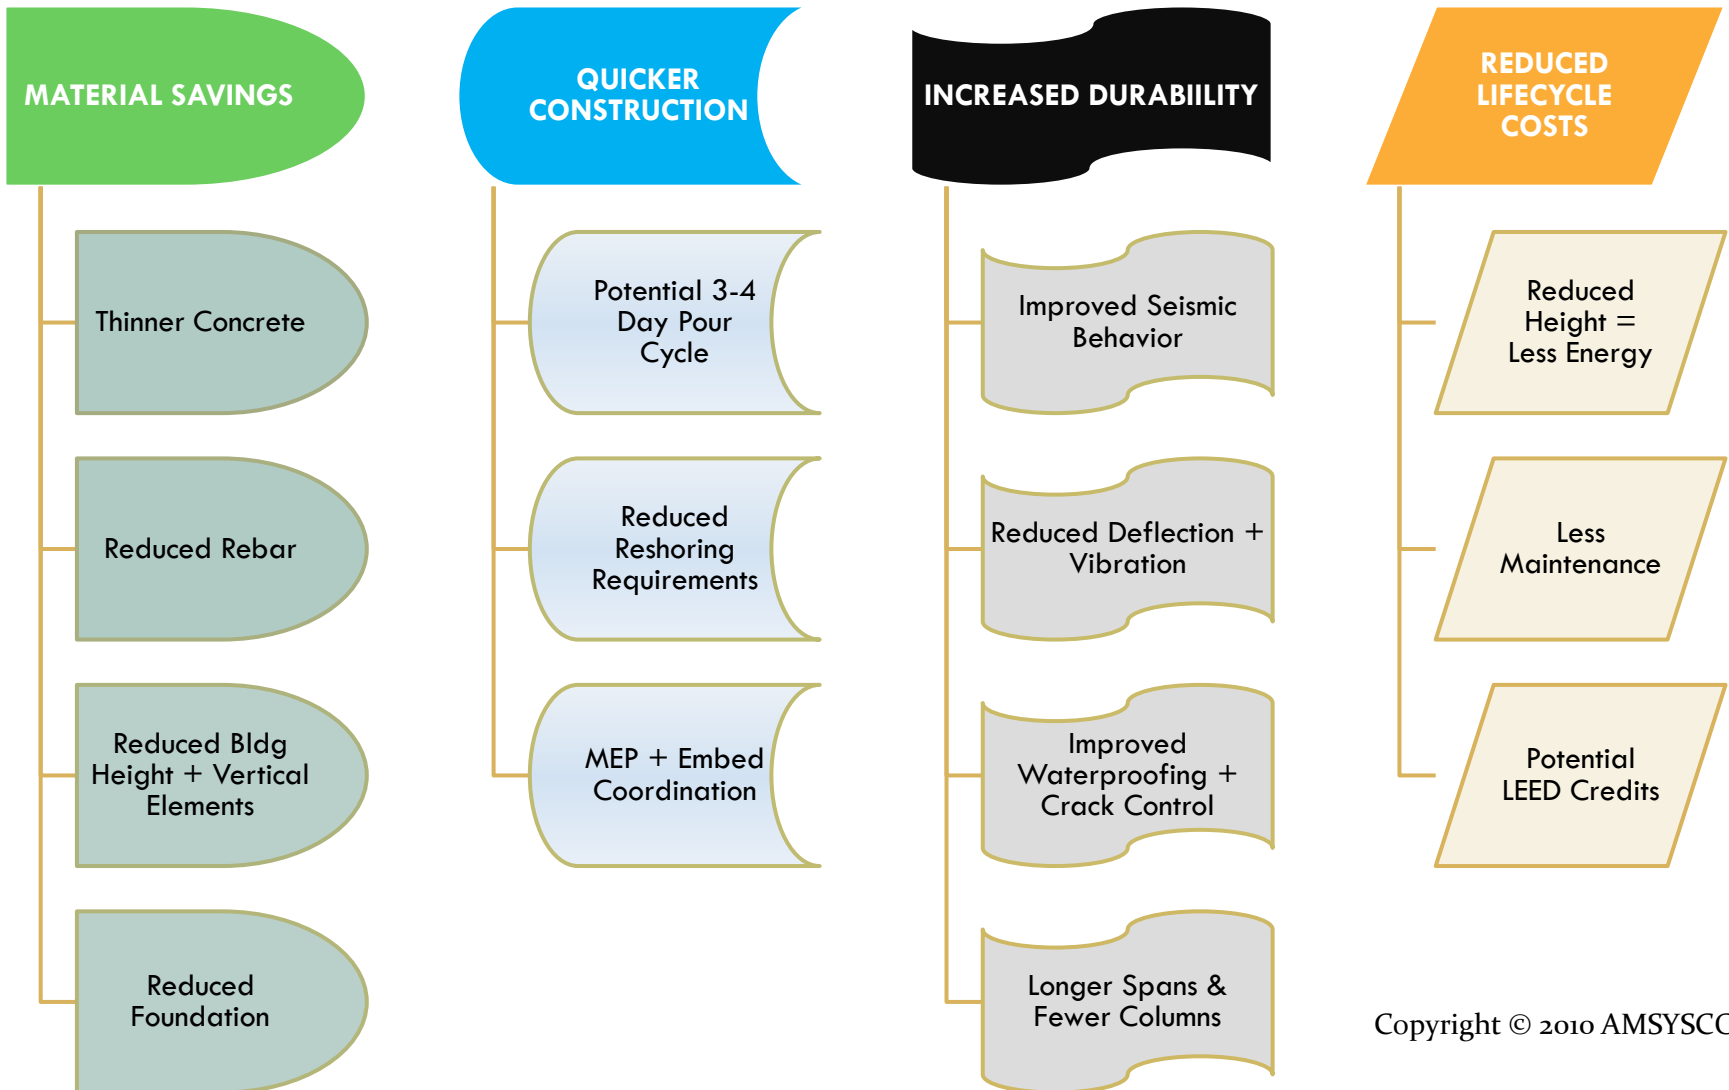 MATERIAL SAVINGS
Thinner Concrete
Reduced Rebar
Reduced Bldg
Height + Vertical
Elements
Reduced
Foundation
QUICKER
CONSTRUCTION
Potential 3-4
Day Pour
Cycle
Reduced
Reshoring
Requirements
MEP + Embed
Coordination
INCREASED DURABIILITY
Improved Seismic
Behavior
Reduced Deflection +
Vibration
Improved
Waterproofing +
Crack Control
Longer Spans &
Fewer Columns
REDUCED
LIFECYCLE
COSTS
Reduced
Height =
Less Energy
Less
Maintenance
Potential
LEED Credits
Copyright © 2010 AMSYSCO